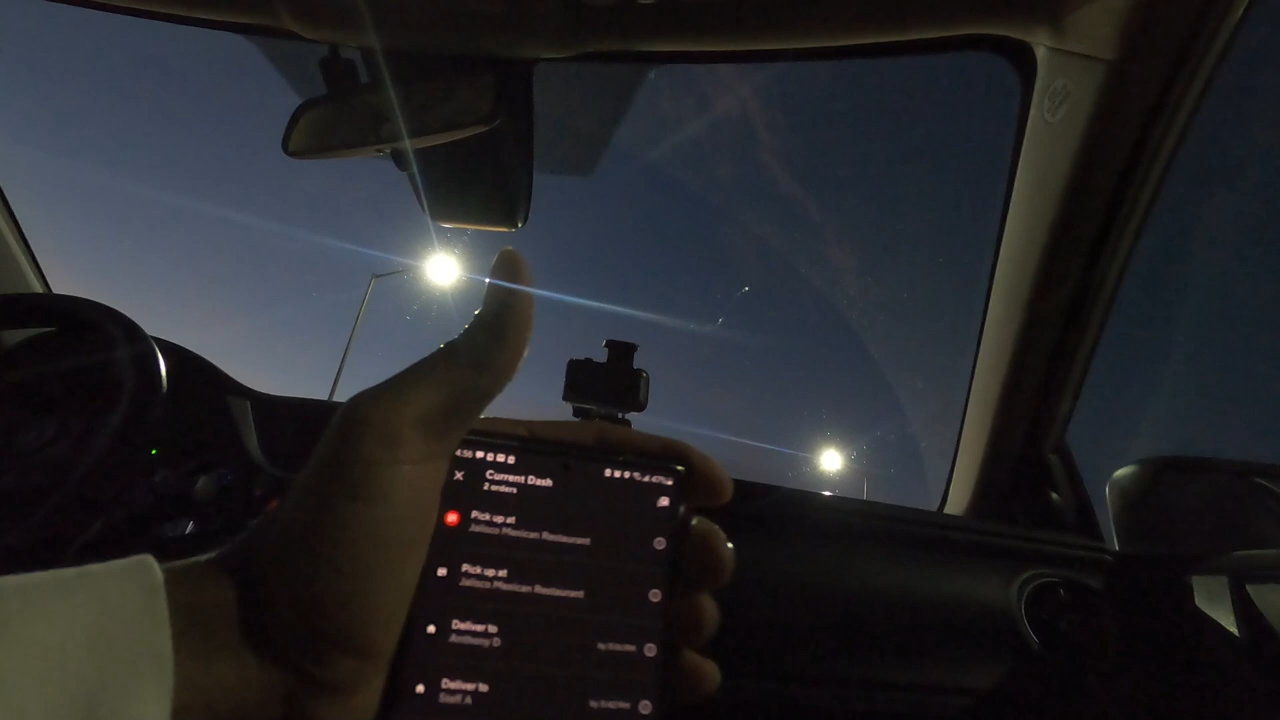 4:56
Current Dash
2 orders
Pick up at
Jalisco Mexican Restaurant
Pick up at
Jalisco Mexican Restaurant
Deliver to
Anthony D
Deliver to